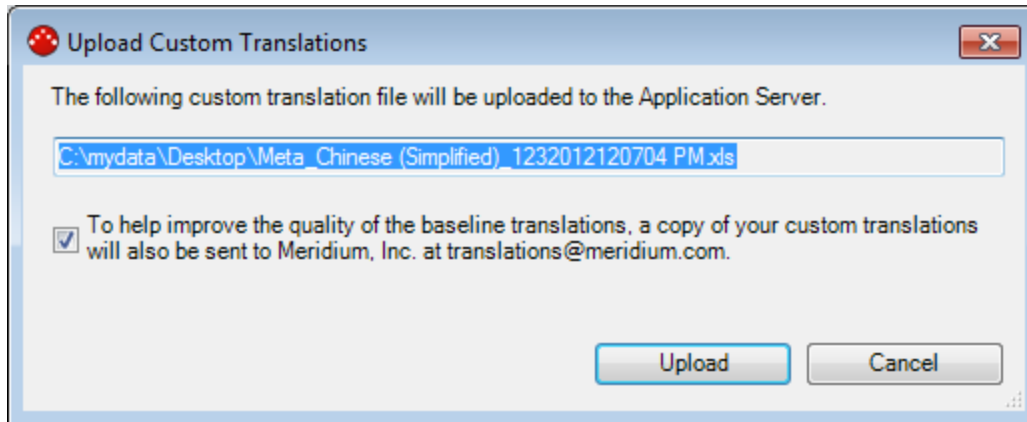 Upload Custom Translations
The following custom translation file will be uploaded to the Application Server.
C:\mydata\Desktop\Meta_Chinese (Simplified)_1232012120704 PM.xls
To help improve the quality of the baseline translations, a copy of your custom translations
will also be sent to Meridium, Inc. at translations@meridium.com.
Upload Cancel